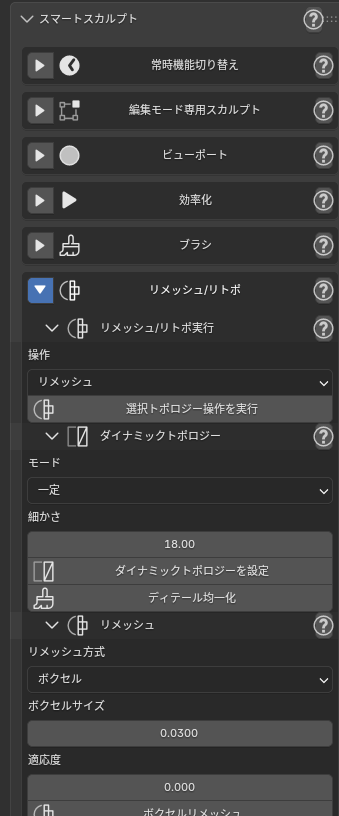 スマートスカルプト
常時機能切り替え
編集モード専用スカルプト
ビューポート
効率化
ブラシ
リメッシュ/リトポ
リメッシュ/リトポ実行
操作
リメッシュ
選択トポロジー操作を実行
ダイナミックトポロジー
モード
一定
細かさ
18.00
ダイナミックトポロジーを設定
ディテール均一化
リメッシュ
リメッシュ方式
ボクセル
ボクセルサイズ
0.0300
適応度
0.000
ボクセルリメッシュ